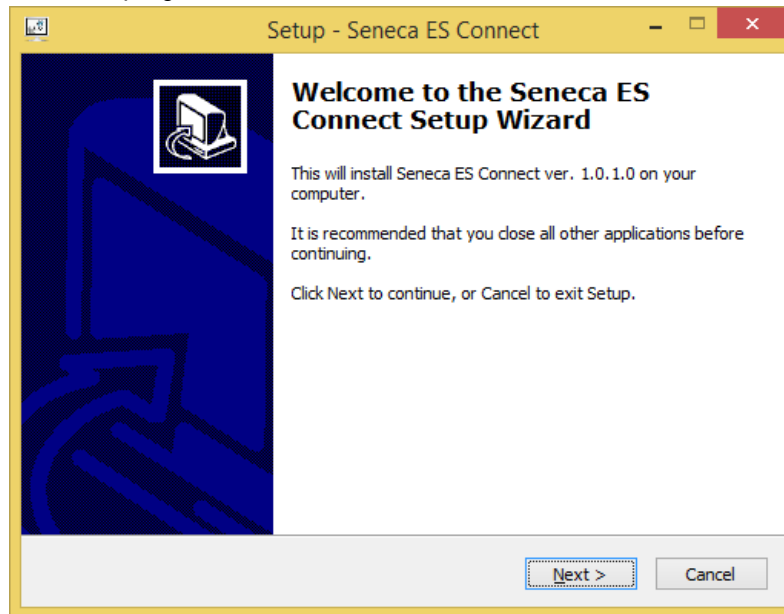 Setup - Seneca ES Connect
Welcome to the Seneca ES
Connect Setup Wizard
This will install Seneca ES Connect ver. 1.0.1.0 on your
computer.
It is recommended that you close all other applications before
continuing.
Click Next to continue, or Cancel to exit Setup.
Next >
Cancel